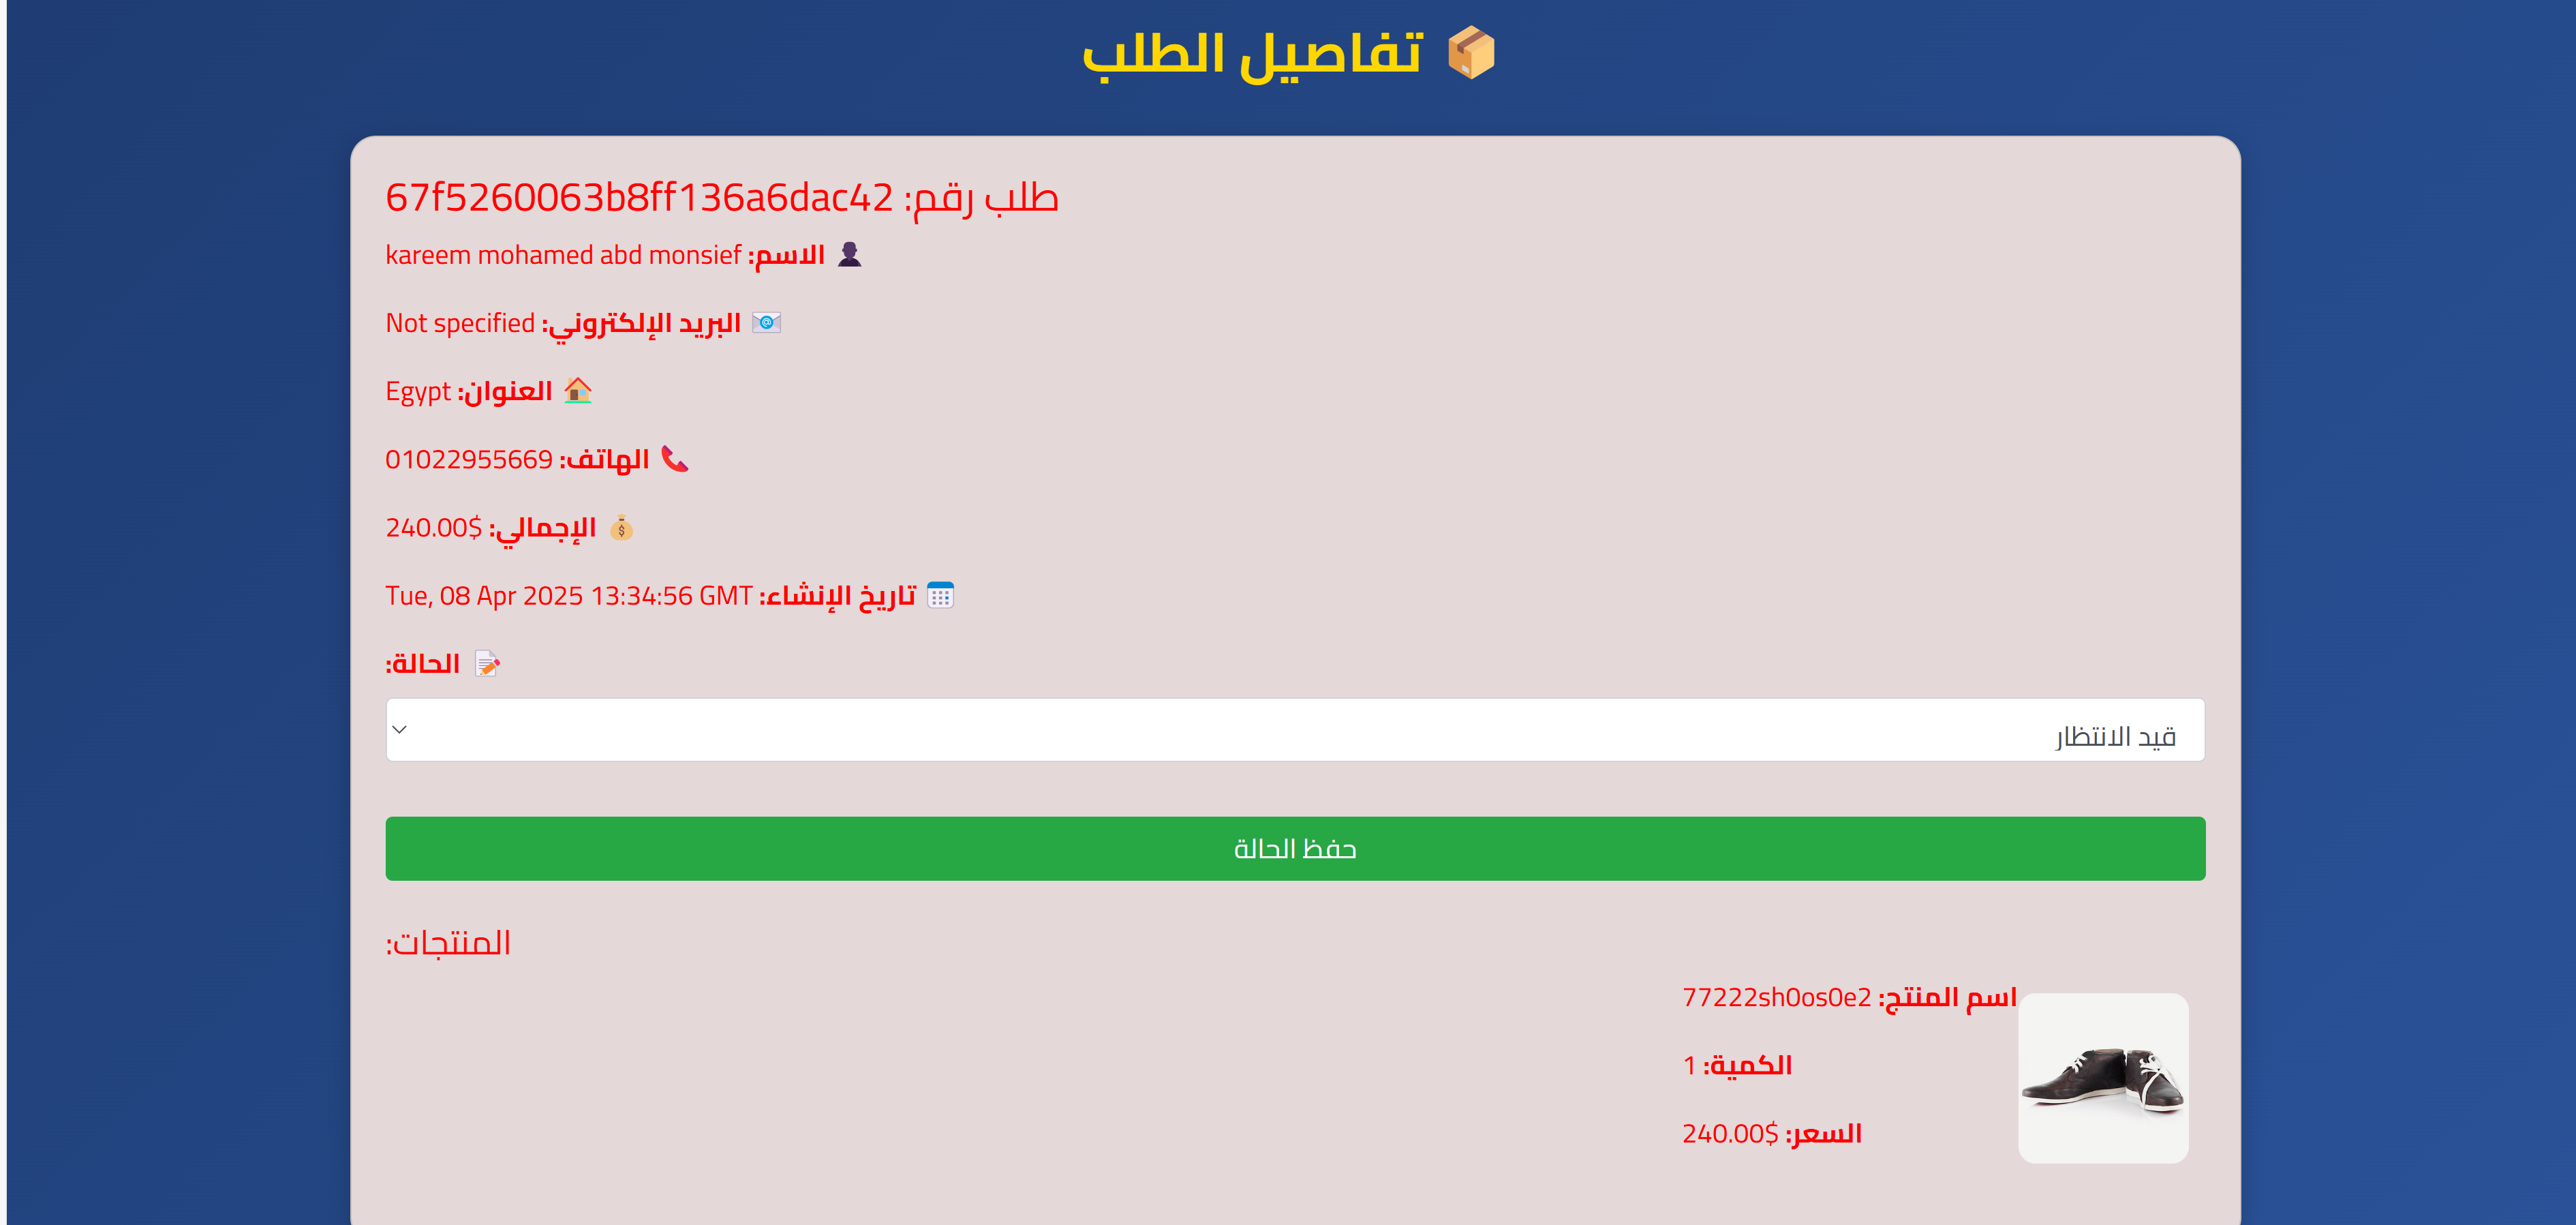 📦 تفاصيل الطلب
طلب رقم: 67f5260063b8ff136a6dac42
👤 الاسم: kareem mohamed abd monsief
📧 البريد الإلكتروني: Not specified
🏠 العنوان: Egypt
📞 الهاتف: 01022955669
💰 الإجمالي: 240.00$
📅 تاريخ الإنشاء: Tue, 08 Apr 2025 13:34:56 GMT
📝 الحالة:
قيد الانتظار
حفظ الحالة
المنتجات:
اسم المنتج: 77222sh0os0e2
الكمية: 1
السعر: 240.00$